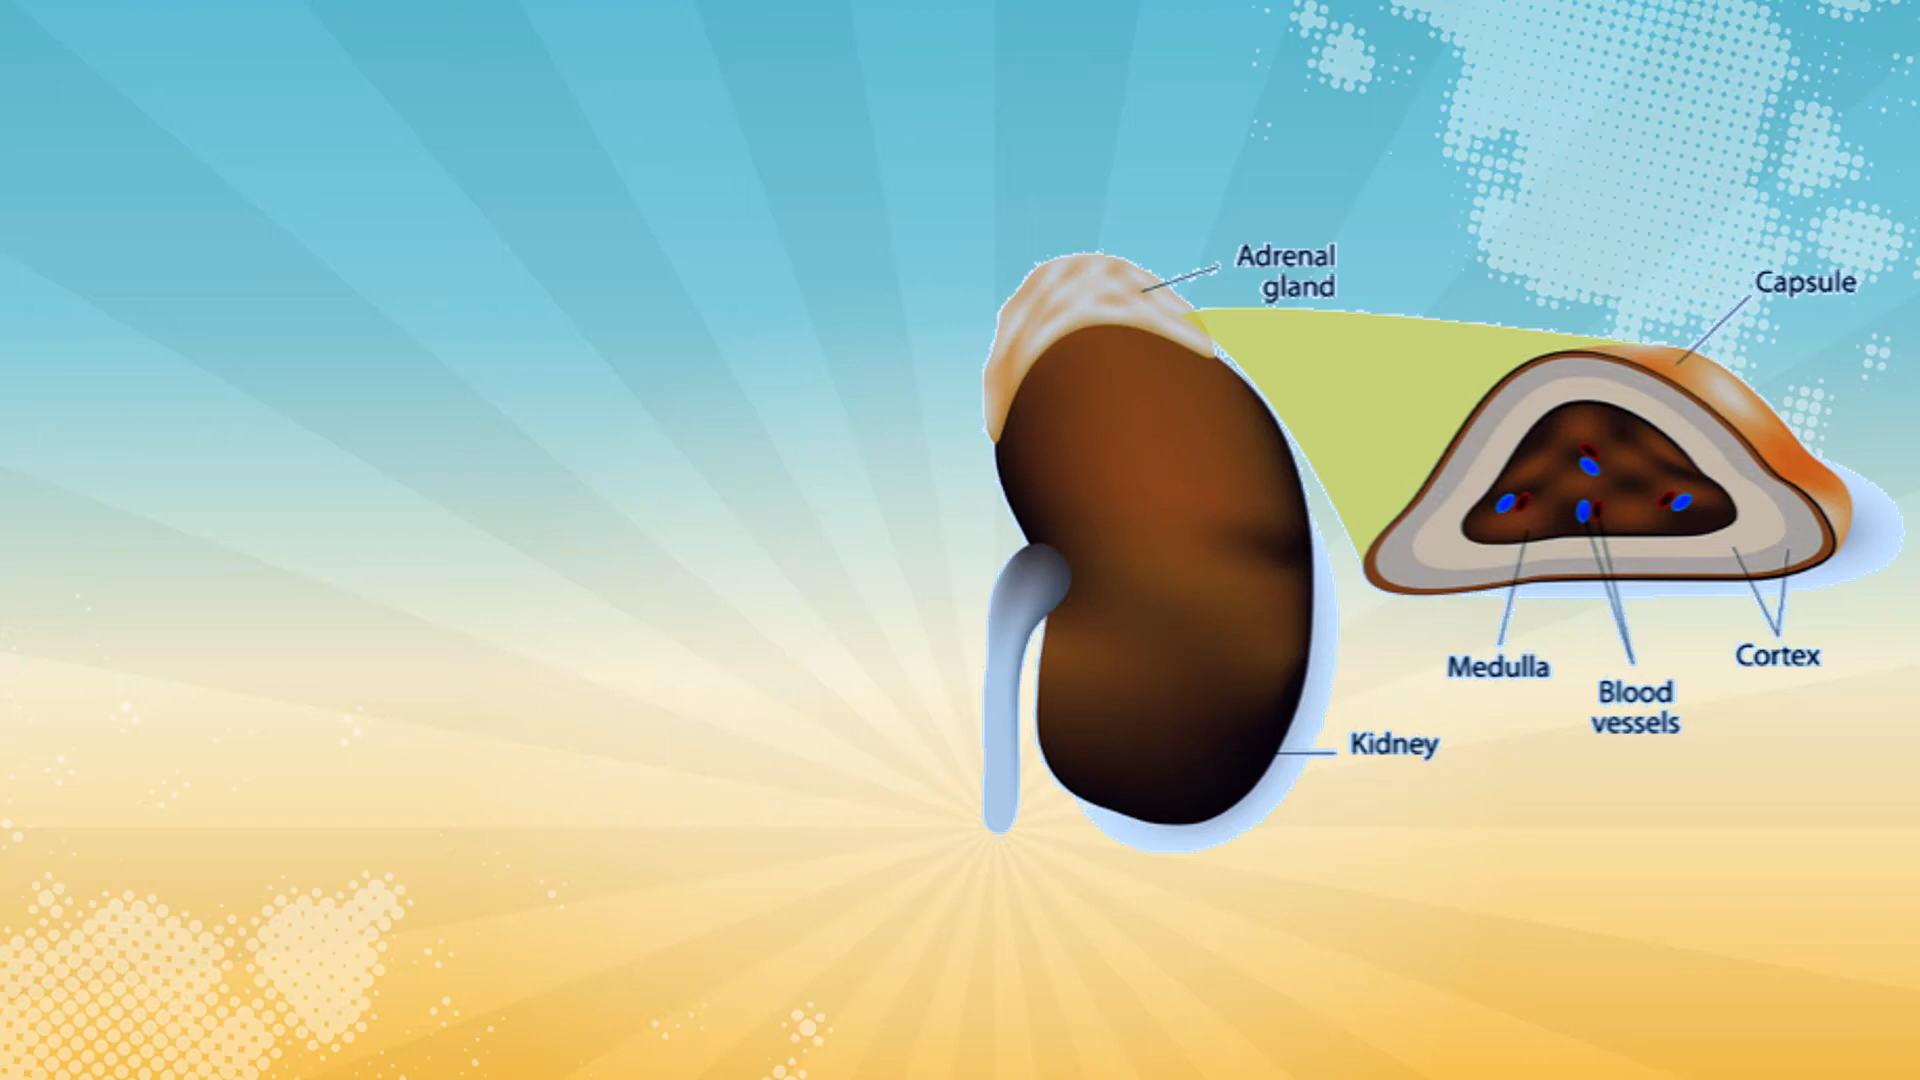 Adrenal
gland
Capsule
Medulla
Blood
vessels
Cortex
Kidney